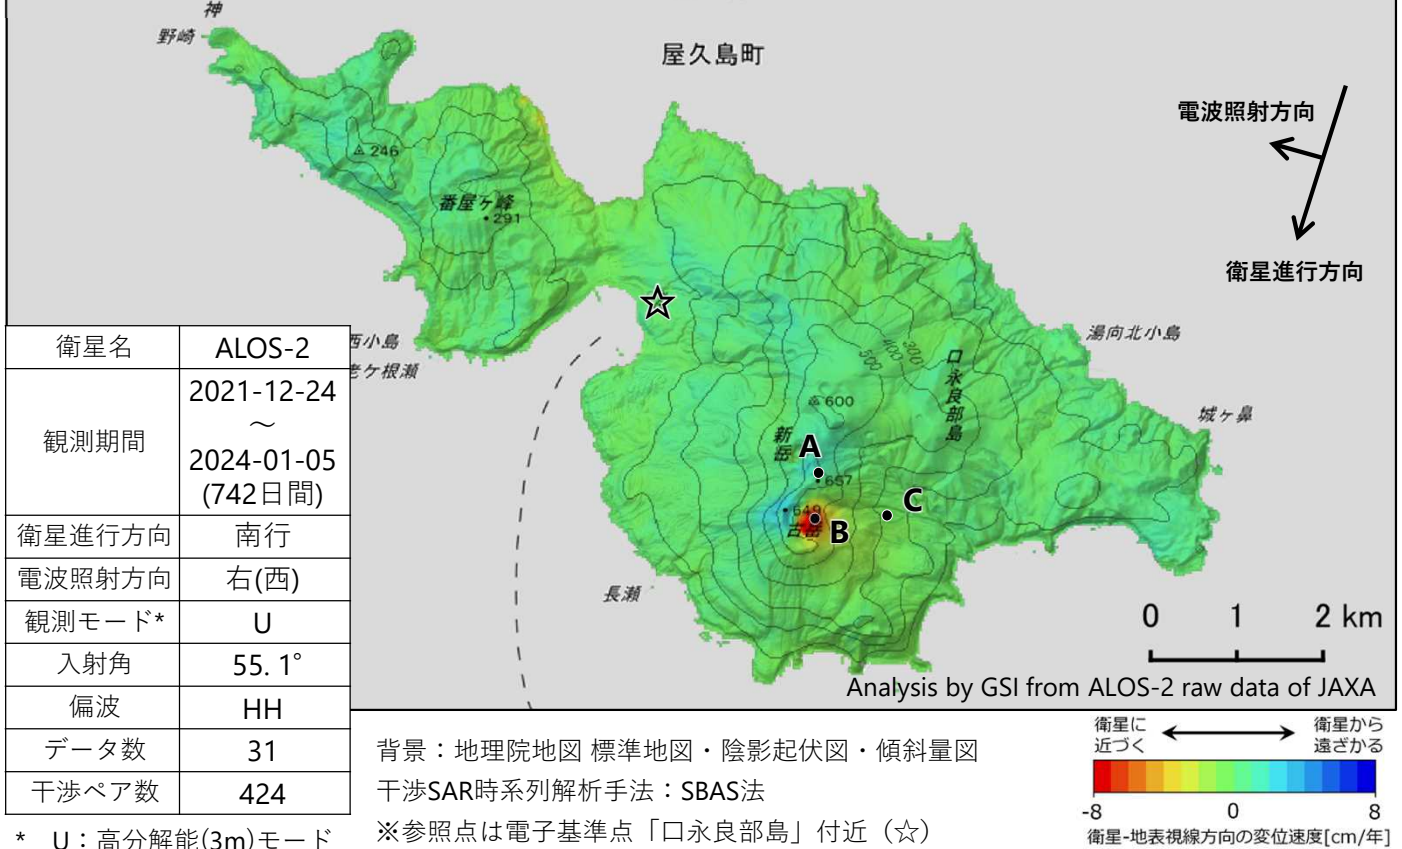 神
野崎
屋久島町
電波照射方向
衛星進行方向
246
番屋ヶ峰
291
西小島
老ケ根瀬
湯向北小島
城ヶ鼻
口永良部島
300
400
500
600
新岳
A
657
649
古岳
B
C
長瀬
0 1 2 km
Analysis by GSI from ALOS-2 raw data of JAXA
衛星名 ALOS-2
観測期間 2021-12-24
～
2024-01-05
(742日間)
衛星進行方向 南行
電波照射方向 右(西)
観測モード* U
入射角 55.1°
偏波 HH
データ数 31
干渉ペア数 424
* U：高分解能(3m)モード
背景：地理院地図 標準地図・陰影起伏図・傾斜量図
干渉SAR時系列解析手法：SBAS法
※参照点は電子基準点「口永良部島」付近（☆）
衛星に
近づく
衛星から
遠ざかる
-8 0 8
衛星-地表視線方向の変位速度[cm/年]